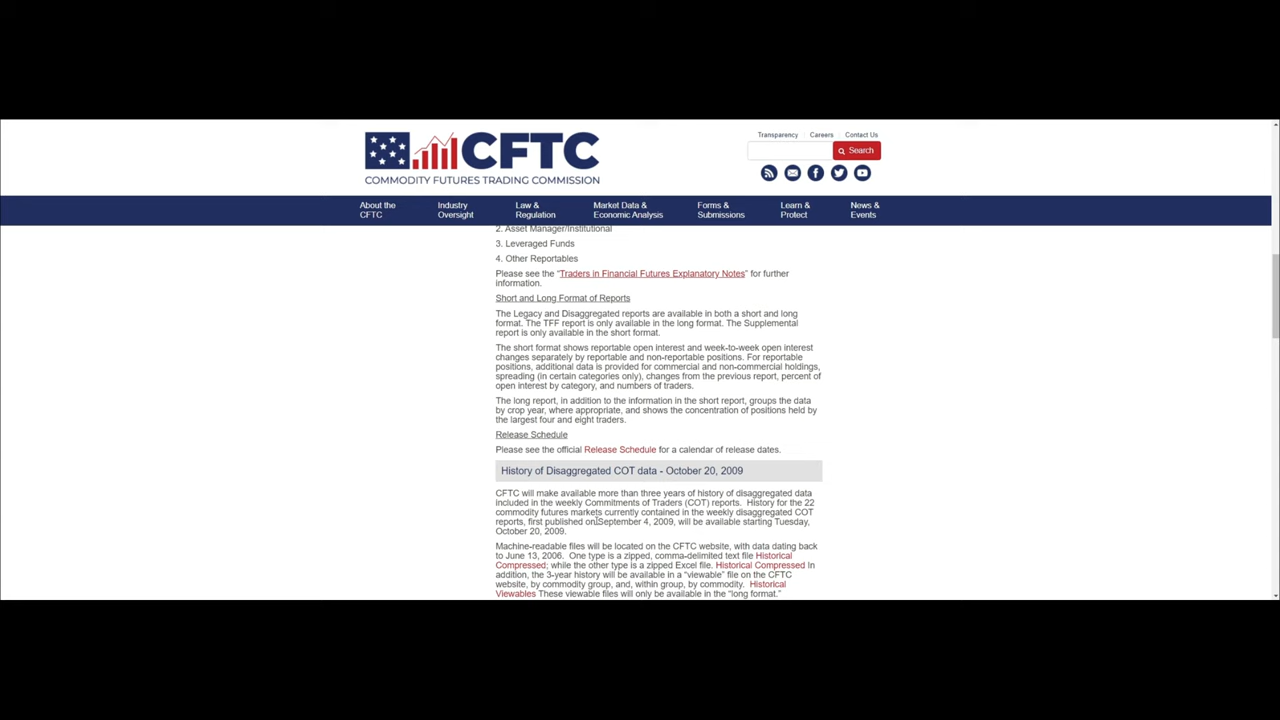 CFTC
COMMODITY FUTURES TRADING COMMISSION
Transparency
Careers
Contact Us
Search
About the
CFTC
Industry
Oversight
Law &
Regulation
Market Data &
Economic Analysis
Forms &
Submissions
Learn &
Protect
News &
Events
2. Asset Manager/Institutional
3. Leveraged Funds
4. Other Reportables
Please see the “Traders in Financial Futures Explanatory Notes” for further
information.
Short and Long Format of Reports
The Legacy and Disaggregated reports are available in both a short and long
format. The TFF report is only available in the long format. The Supplemental
report is only available in the short format.
The short format shows reportable open interest and week-to-week open interest
changes separately by reportable and non-reportable positions. For reportable
positions, additional data is provided for commercial and non-commercial holdings,
spreading (in certain categories only), changes from the previous report, percent of
open interest by category, and numbers of traders.
The long report, in addition to the information in the short report, groups the data
by crop year, where appropriate, and shows the concentration of positions held by
the largest four and eight traders.
Release Schedule
Please see the official Release Schedule for a calendar of release dates.
History of Disaggregated COT data - October 20, 2009
CFTC will make available more than three years of history of disaggregated data
included in the weekly Commitments of Traders (COT) reports. History for the 22
commodity futures markets currently contained in the weekly disaggregated COT
reports, first published on September 4, 2009, will be available starting Tuesday,
October 20, 2009.
Machine-readable files will be located on the CFTC website, with data dating back
to June 13, 2006. One type is a zipped, comma-delimited text file Historical
Compressed; while the other type is a zipped Excel file. Historical Compressed In
addition, the 3-year history will be available in a “viewable” file on the CFTC
website, by commodity group, and, within group, by commodity. Historical
Viewables These viewable files will only be available in the “long format.”